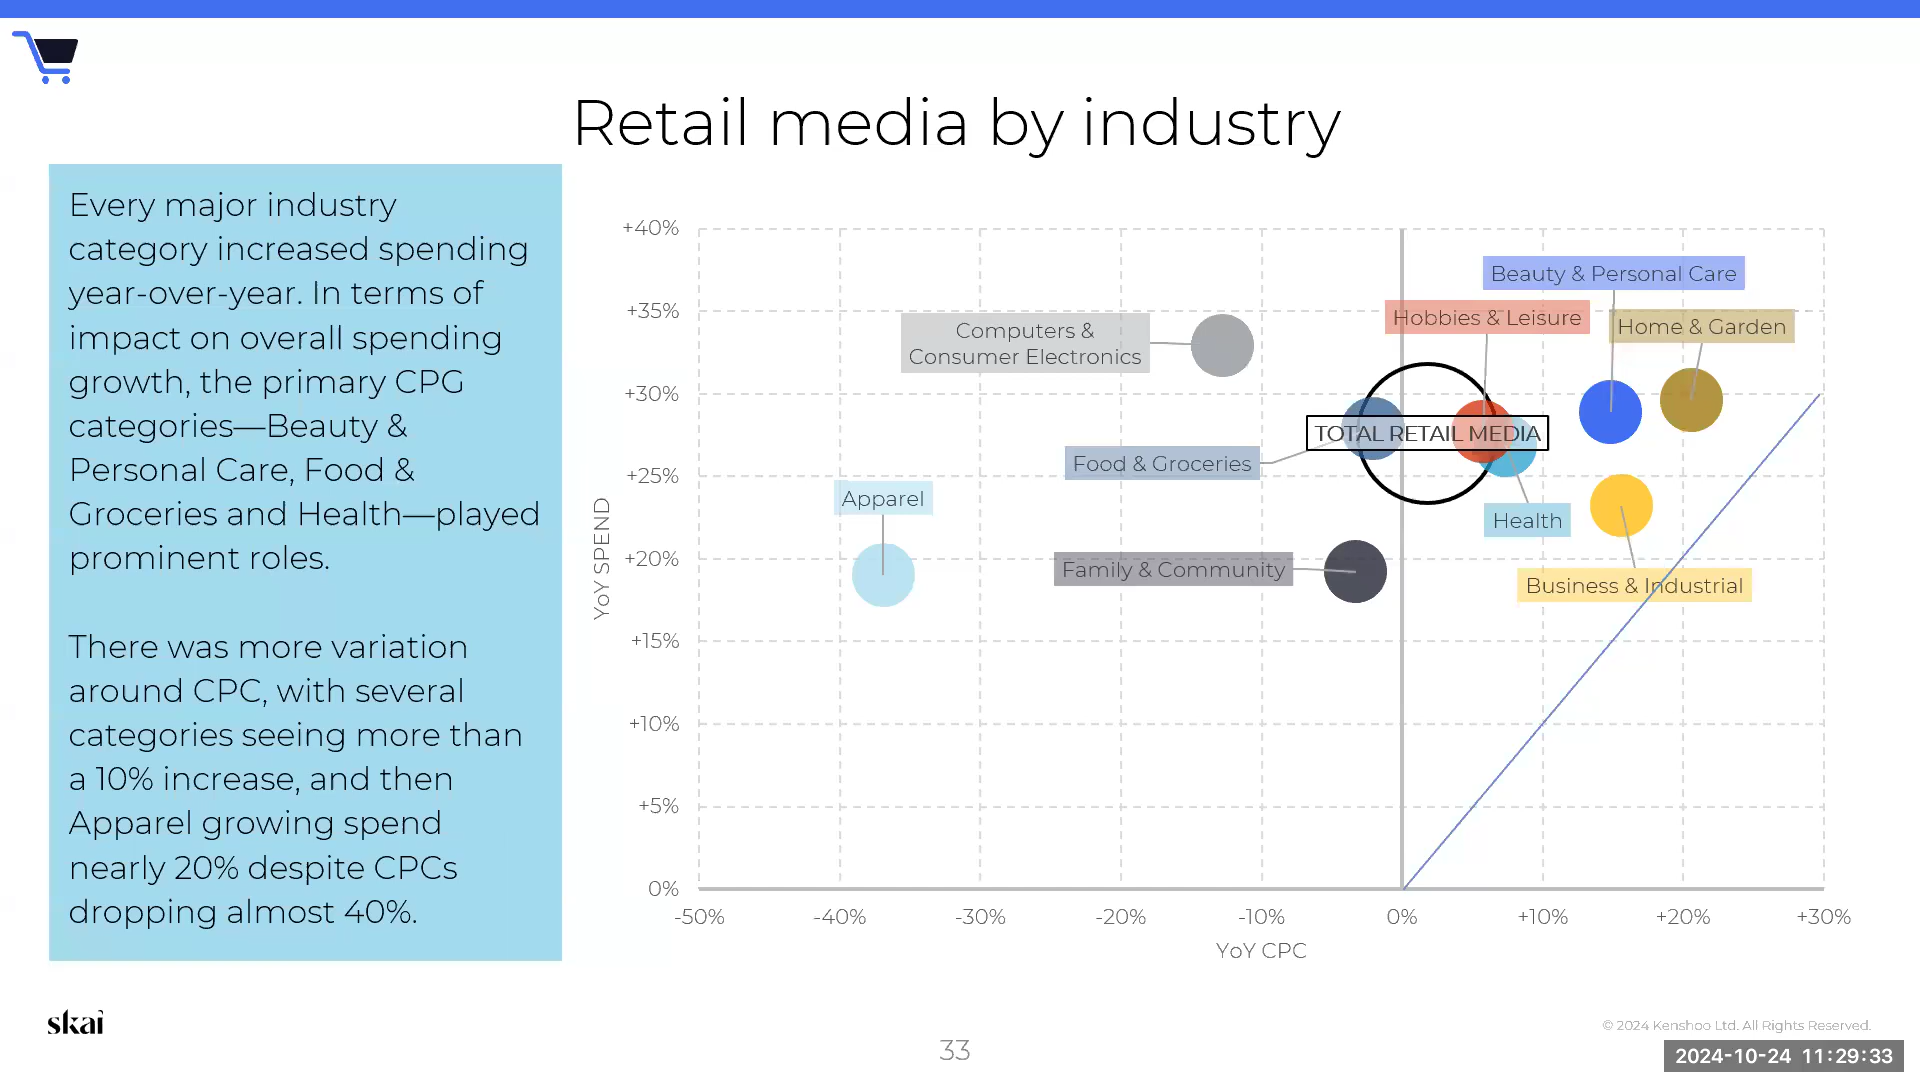 Retail media by industry
Every major industry
category increased spending
year-over-year. In terms of
impact on overall spending
growth, the primary CPG
categories—Beauty &
Personal Care, Food &
Groceries and Health—played
prominent roles.
There was more variation
around CPC, with several
categories seeing more than
a 10% increase, and then
Apparel growing spend
nearly 20% despite CPCs
dropping almost 40%.
YoY SPEND
+40%
+35%
+30%
+25%
+20%
+15%
+10%
+5%
0%
Beauty & Personal Care
Hobbies & Leisure
Home & Garden
Computers &
Consumer Electronics
TOTAL RETAIL MEDIA
Food & Groceries
Apparel
Health
Family & Community
Business & Industrial
-50%
-40%
-30%
-20%
-10%
0%
+10%
+20%
+30%
YoY CPC
skai
33
© 2024 Kenshoo Ltd. All Rights Reserved.
2024-10-24 11:29:33